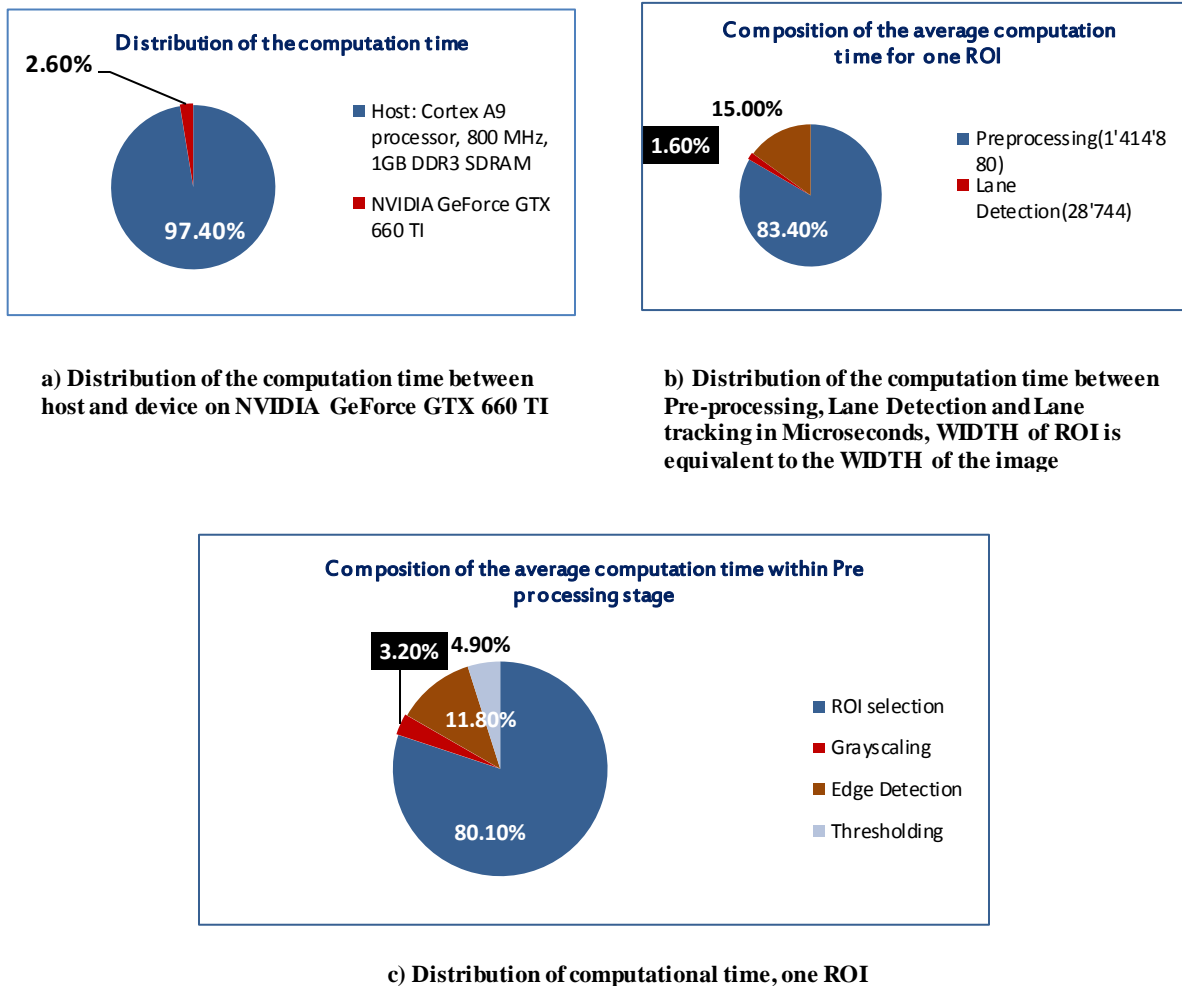 Distribution of the computation time
2.60%
97.40%
Host: Cortex A9
processor, 800 MHz,
1GB DDR3 SDRAM
NVIDIA GeForce GTX
660 TI
Composition of the average computation
time for one ROI
15.00%
1.60%
83.40%
Preprocessing(1'414'8
80)
Lane
Detection(28'744)
a) Distribution of the computation time between
host and device on NVIDIA GeForce GTX 660 TI
b) Distribution of the computation time between
Pre-processing, Lane Detection and Lane
tracking in Microseconds, WIDTH of ROI is
equivalent to the WIDTH of the image
Composition of the average computation time within Pre
processing stage
3.20%
4.90%
11.80%
80.10%
ROI selection
Grayscaling
Edge Detection
Thresholding
c) Distribution of computational time, one ROI